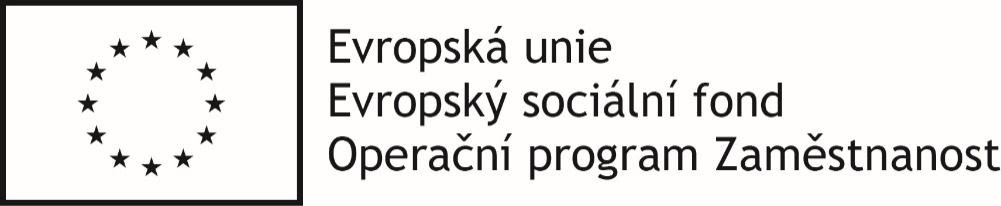 Evropská unie
Evropský sociální fond
Operační program Zaměstnanost